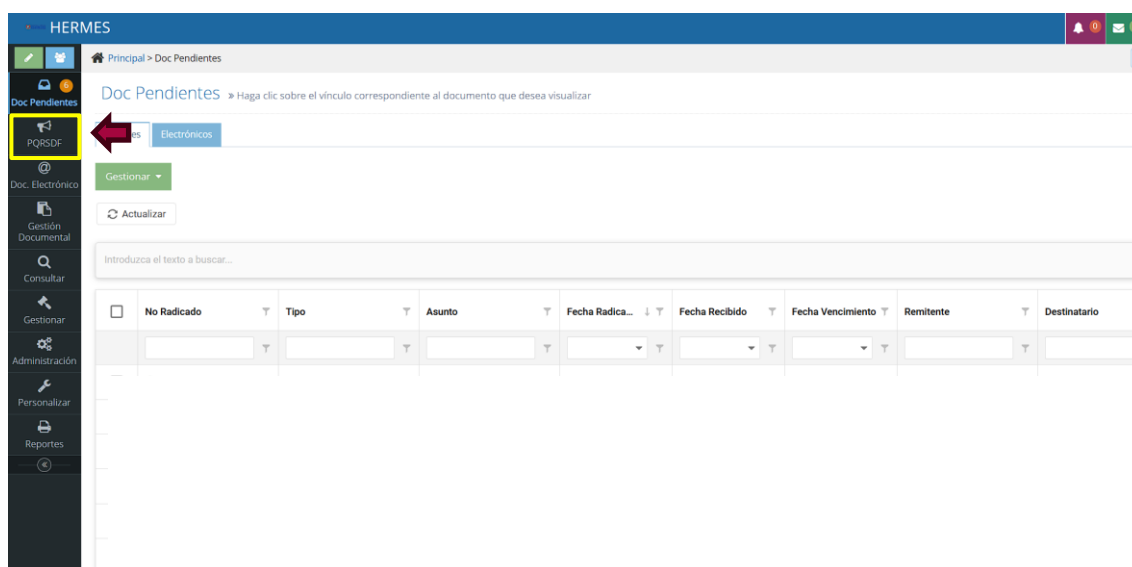 HERMES
0
0
Principal > Doc Pendientes
6
Doc Pendientes
Doc Pendientes » Haga clic sobre el vínculo correspondiente al documento que desea visualizar
PQRSDF
es
Electrónicos
@
Doc. Electrónico
Gestionar
Gestión
Documental
Actualizar
Consultar
Introduzca el texto a buscar...
Gestionar
No Radicado
Tipo
Asunto
Fecha Radica...
Fecha Recibido
Fecha Vencimiento
Remitente
Destinatario
Administración
Personalizar
Reportes